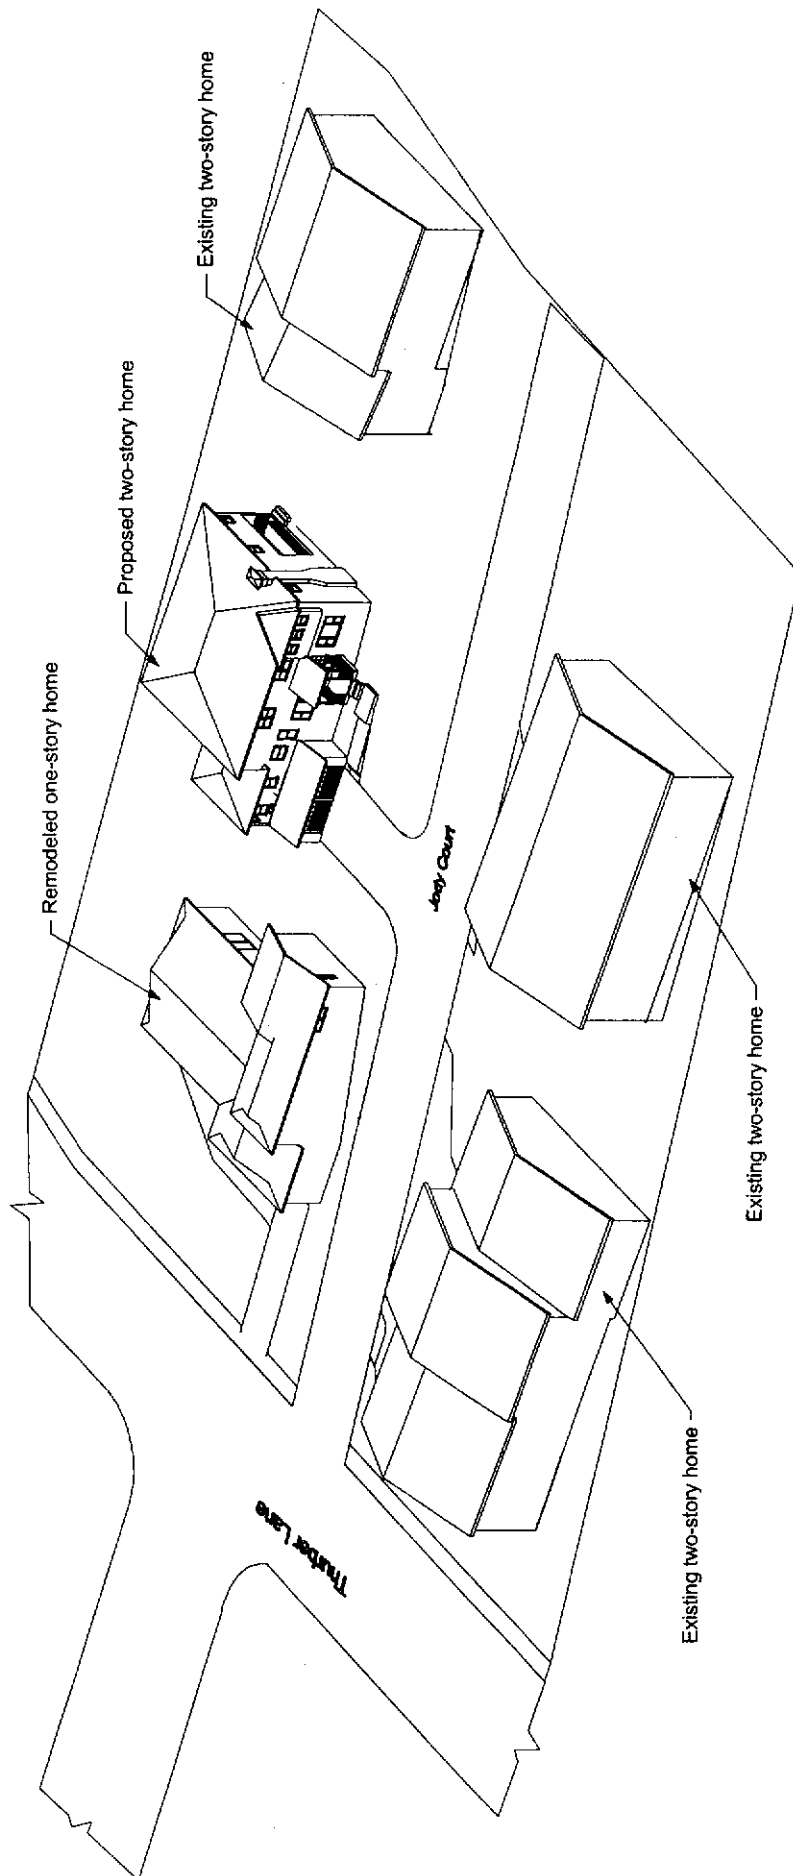 Existing two-story home
Proposed two-story home
Remodeled one-story home
Jody Court
Thurber Lane
Existing two-story home
Existing two-story home